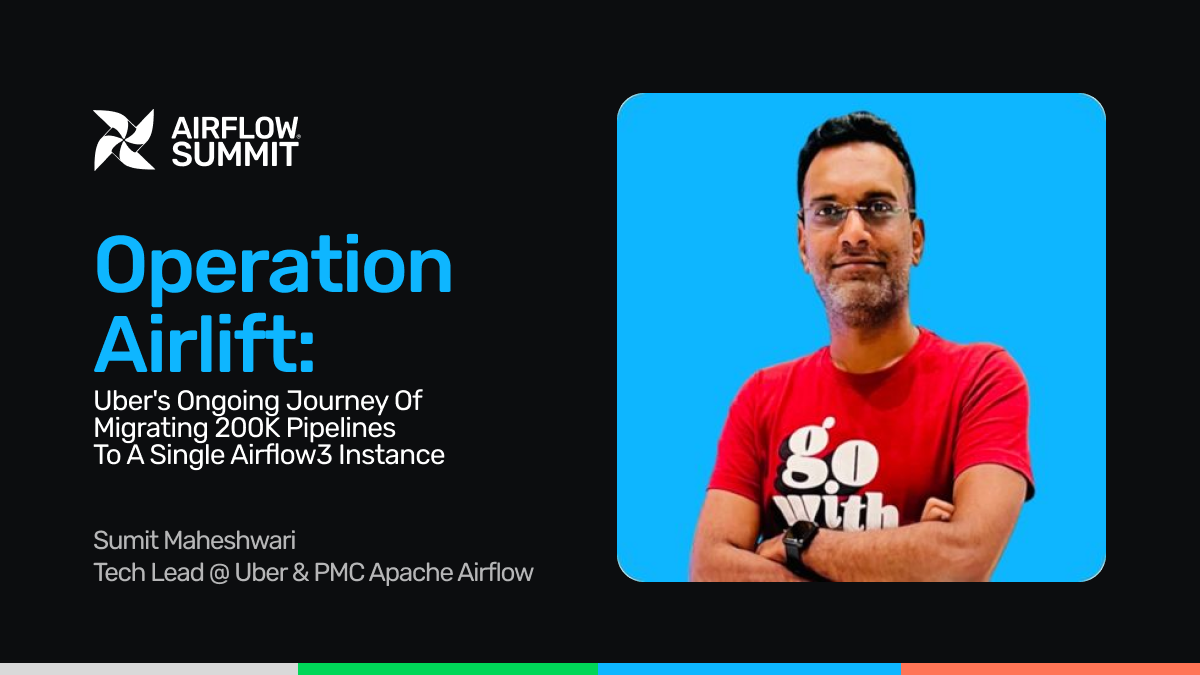 AIRFLOW
SUMMIT
Operation
Airlift:
Uber's Ongoing Journey Of
Migrating 200K Pipelines
To A Single Airflow3 Instance
Sumit Maheshwari
Tech Lead @ Uber & PMC Apache Airflow
go
with